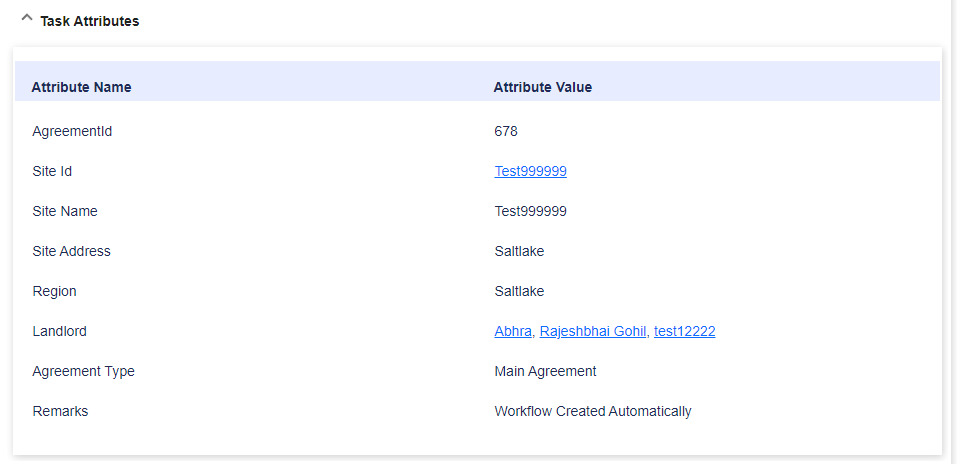 Task Attributes
Attribute Name Attribute Value
AgreementId 678
Site Id Test999999
Site Name Test999999
Site Address Saltlake
Region Saltlake
Landlord Abhra, Rajeshbhai Gohil, test12222
Agreement Type Main Agreement
Remarks Workflow Created Automatically